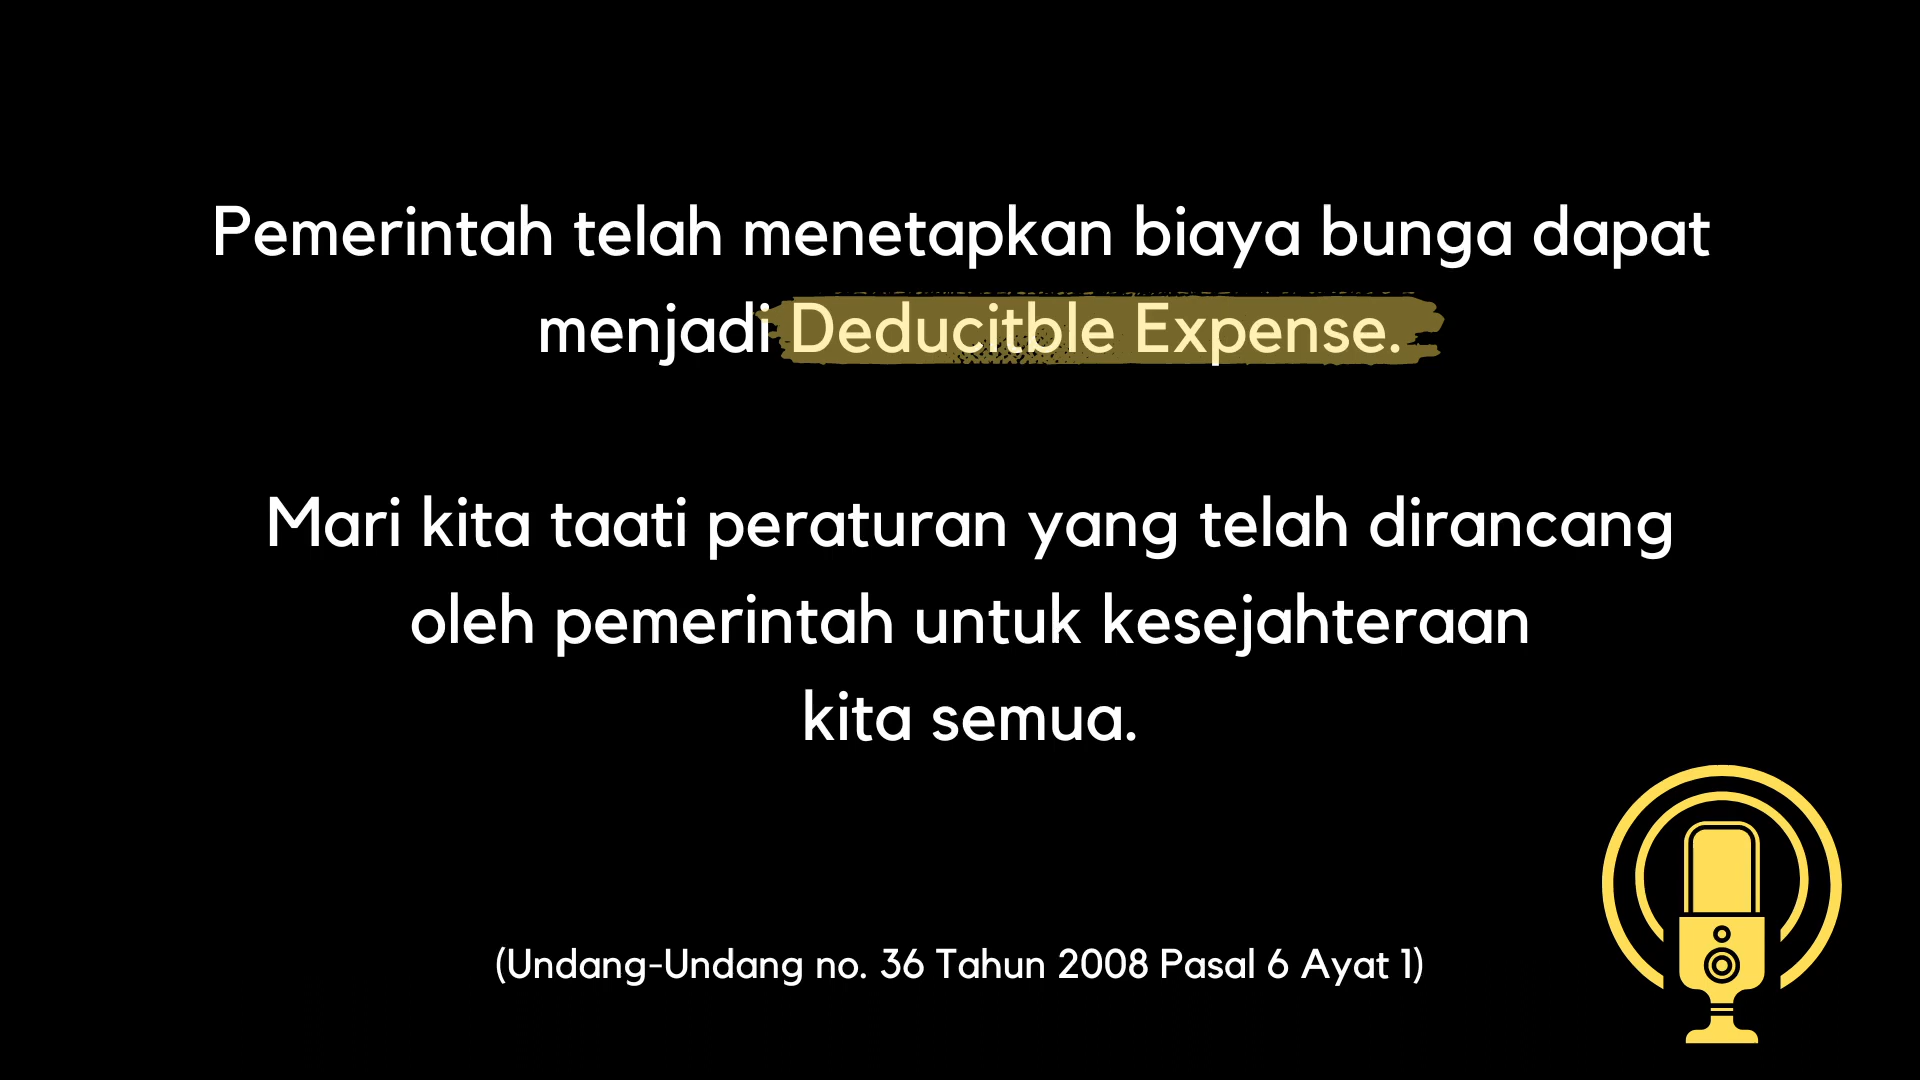 Pemerintah telah menetapkan biaya bunga dapat
menjadi Deducitble Expense.
Mari kita taati peraturan yang telah dirancang
oleh pemerintah untuk kesejahteraan
kita semua.
(Undang-Undang no. 36 Tahun 2008 Pasal 6 Ayat 1)